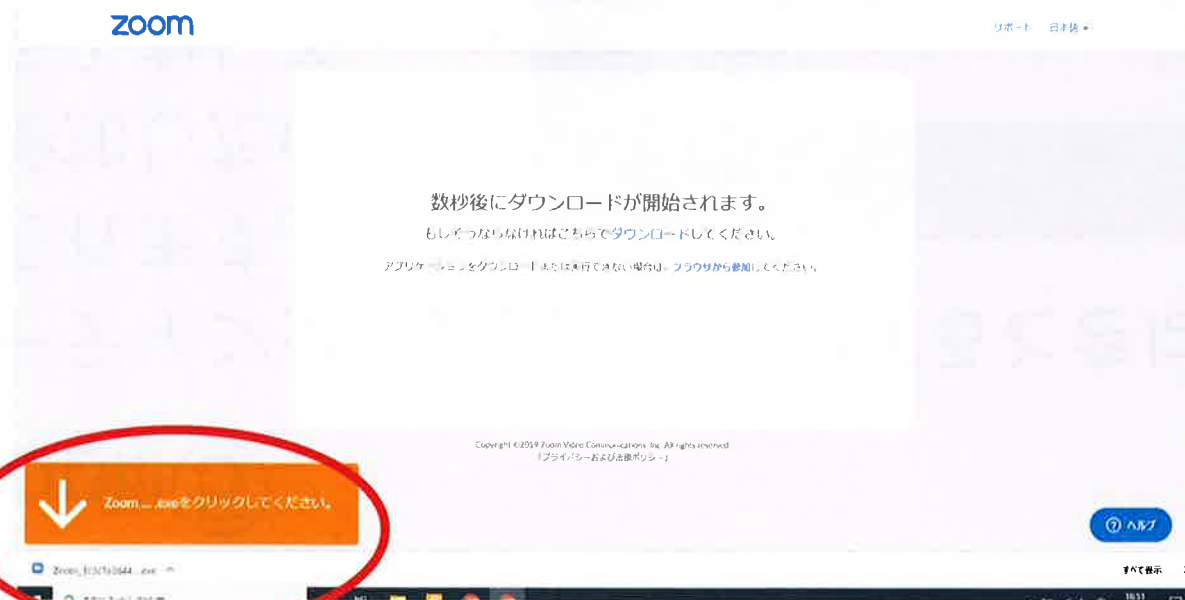 zoom
サポート 日本語
数秒後にダウンロードが開始されます。
もしそうならなければこちらでダウンロードしてください。
アプリケーションをダウンロードまたは実行できない場合は、ブラウザから参加してください。
Copyright ©2019 Zoom Video Communications, Inc. All rights reserved.
「プライバシーおよび法律ポリシー」
Zoom_....exeをクリックしてください。
ヘルプ
すべて表示
16:51